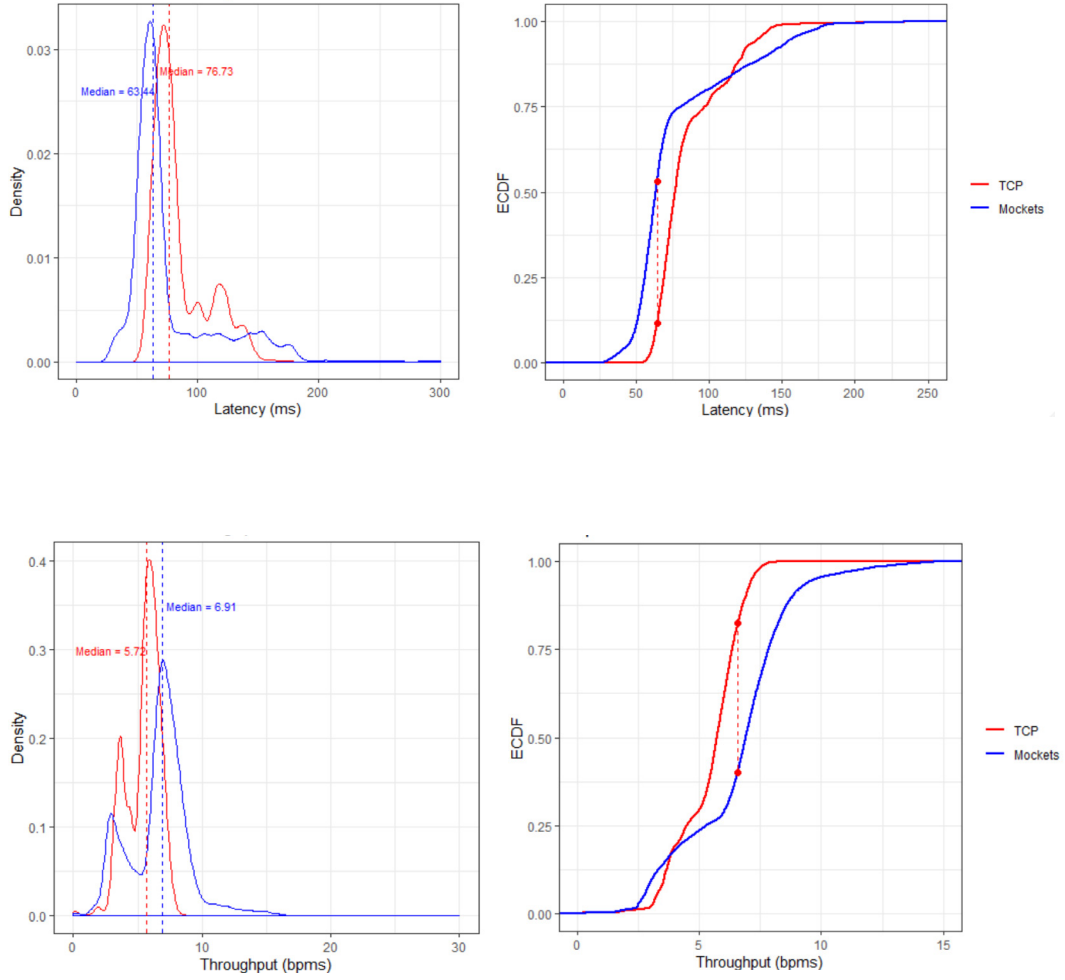 0.03
0.02
0.01
0.00
Density
Median = 76.73
Median = 63.44
0
100
200
300
Latency (ms)
1.00
0.75
0.50
0.25
0.00
ECDF
0
50
100
150
200
250
Latency (ms)
TCP
Mockets
0.4
0.3
0.2
0.1
0.0
Density
Median = 6.91
Median = 5.72
0
10
20
30
Throughput (bpms)
1.00
0.75
0.50
0.25
0.00
ECDF
0
5
10
15
Throughput (bpms)
TCP
Mockets